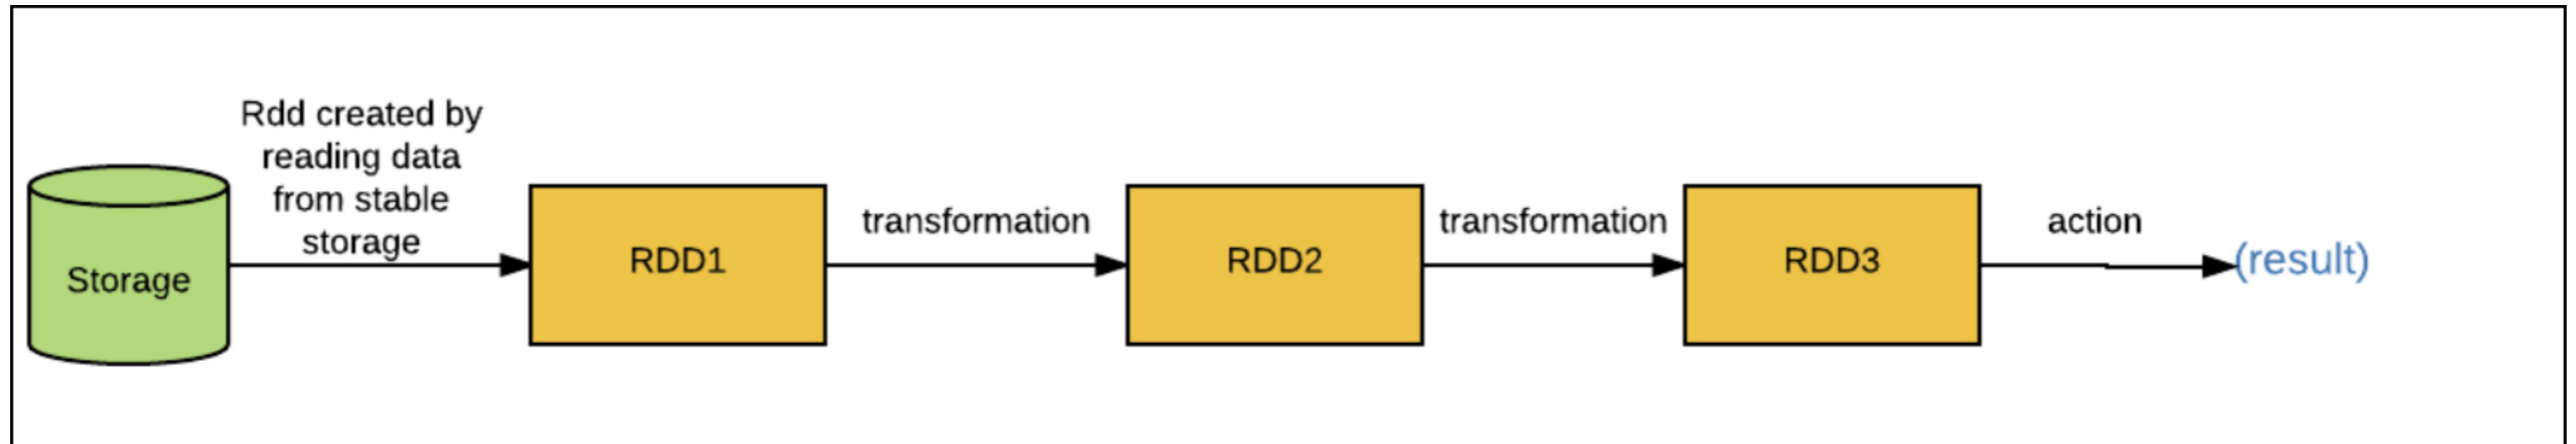 Rdd created by
reading data
from stable
storage
Storage
RDD1
transformation
RDD2
transformation
RDD3
action
(result)